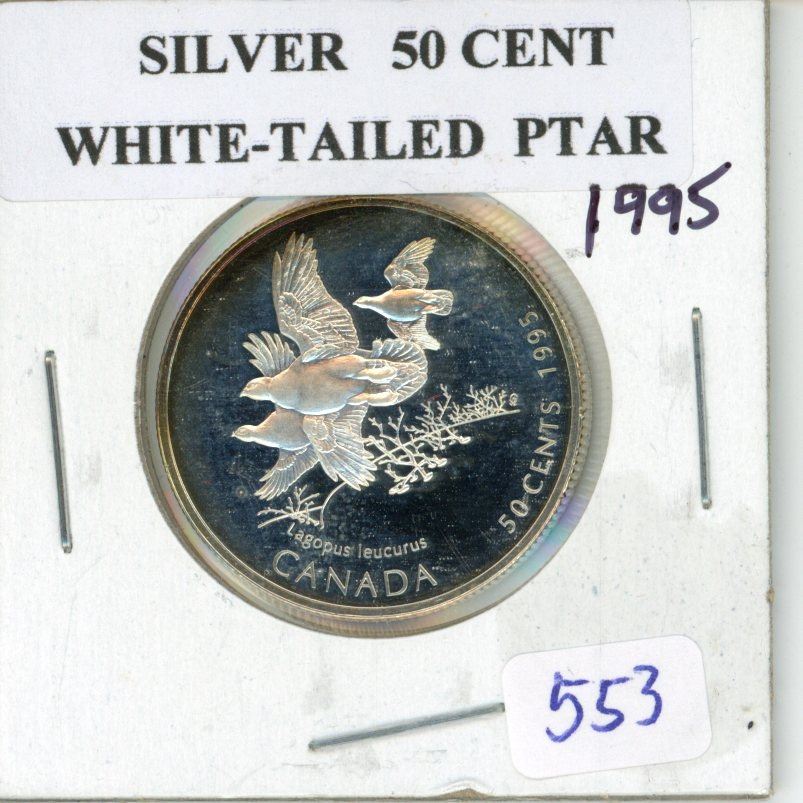 SILVER 50 CENT
WHITE-TAILED PTAR
1995
50 CENTS 1995
Lagopus leucurus
CANADA
553